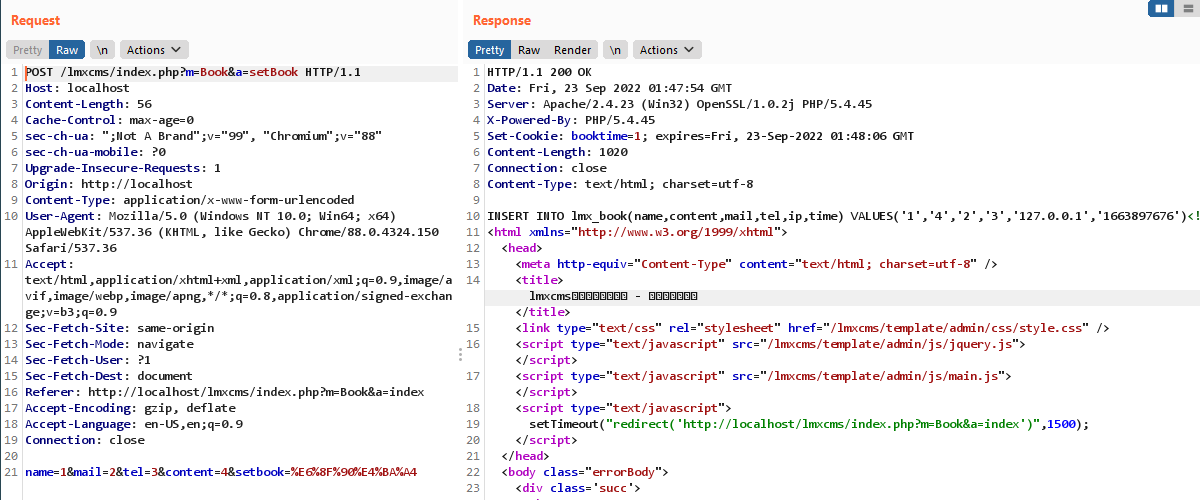 Request
Pretty Raw \n Actions
1 POST /lmxcms/index.php?m=Book&a=setBook HTTP/1.1
2 Host: localhost
3 Content-Length: 56
4 Cache-Control: max-age=0
5 sec-ch-ua: ";Not A Brand";v="99", "Chromium";v="88"
6 sec-ch-ua-mobile: ?0
7 Upgrade-Insecure-Requests: 1
8 Origin: http://localhost
9 Content-Type: application/x-www-form-urlencoded
10 User-Agent: Mozilla/5.0 (Windows NT 10.0; Win64; x64)
AppleWebKit/537.36 (KHTML, like Gecko) Chrome/88.0.4324.150
Safari/537.36
11 Accept:
text/html,application/xhtml+xml,application/xml;q=0.9,image/a
vif,image/webp,image/apng,*/*;q=0.8,application/signed-exchan
ge;v=b3;q=0.9
12 Sec-Fetch-Site: same-origin
13 Sec-Fetch-Mode: navigate
14 Sec-Fetch-User: ?1
15 Sec-Fetch-Dest: document
16 Referer: http://localhost/lmxcms/index.php?m=Book&a=index
17 Accept-Encoding: gzip, deflate
18 Accept-Language: en-US,en;q=0.9
19 Connection: close
20
21 name=1&mail=2&tel=3&content=4&setbook=%E6%8F%90%E4%BA%A4
Response
Pretty Raw Render \n Actions
1 HTTP/1.1 200 OK
2 Date: Fri, 23 Sep 2022 01:47:54 GMT
3 Server: Apache/2.4.23 (Win32) OpenSSL/1.0.2j PHP/5.4.45
4 X-Powered-By: PHP/5.4.45
5 Set-Cookie: booktime=1; expires=Fri, 23-Sep-2022 01:48:06 GMT
6 Content-Length: 1020
7 Connection: close
8 Content-Type: text/html; charset=utf-8
9
10 INSERT INTO lmx_book(name,content,mail,tel,ip,time) VALUES('1','4','2','3','127.0.0.1','1663897676')<!
11 <html xmlns="http://www.w3.org/1999/xhtml">
12 <head>
13 <meta http-equiv="Content-Type" content="text/html; charset=utf-8" />
14 <title>
lmxcms -
</title>
15 <link type="text/css" rel="stylesheet" href="/lmxcms/template/admin/css/style.css" />
16 <script type="text/javascript" src="/lmxcms/template/admin/js/jquery.js">
</script>
17 <script type="text/javascript" src="/lmxcms/template/admin/js/main.js">
</script>
18 <script type="text/javascript">
19 setTimeout("redirect('http://localhost/lmxcms/index.php?m=Book&a=index')",1500);
20 </script>
21 </head>
22 <body class="errorBody">
23 <div class='succ'>